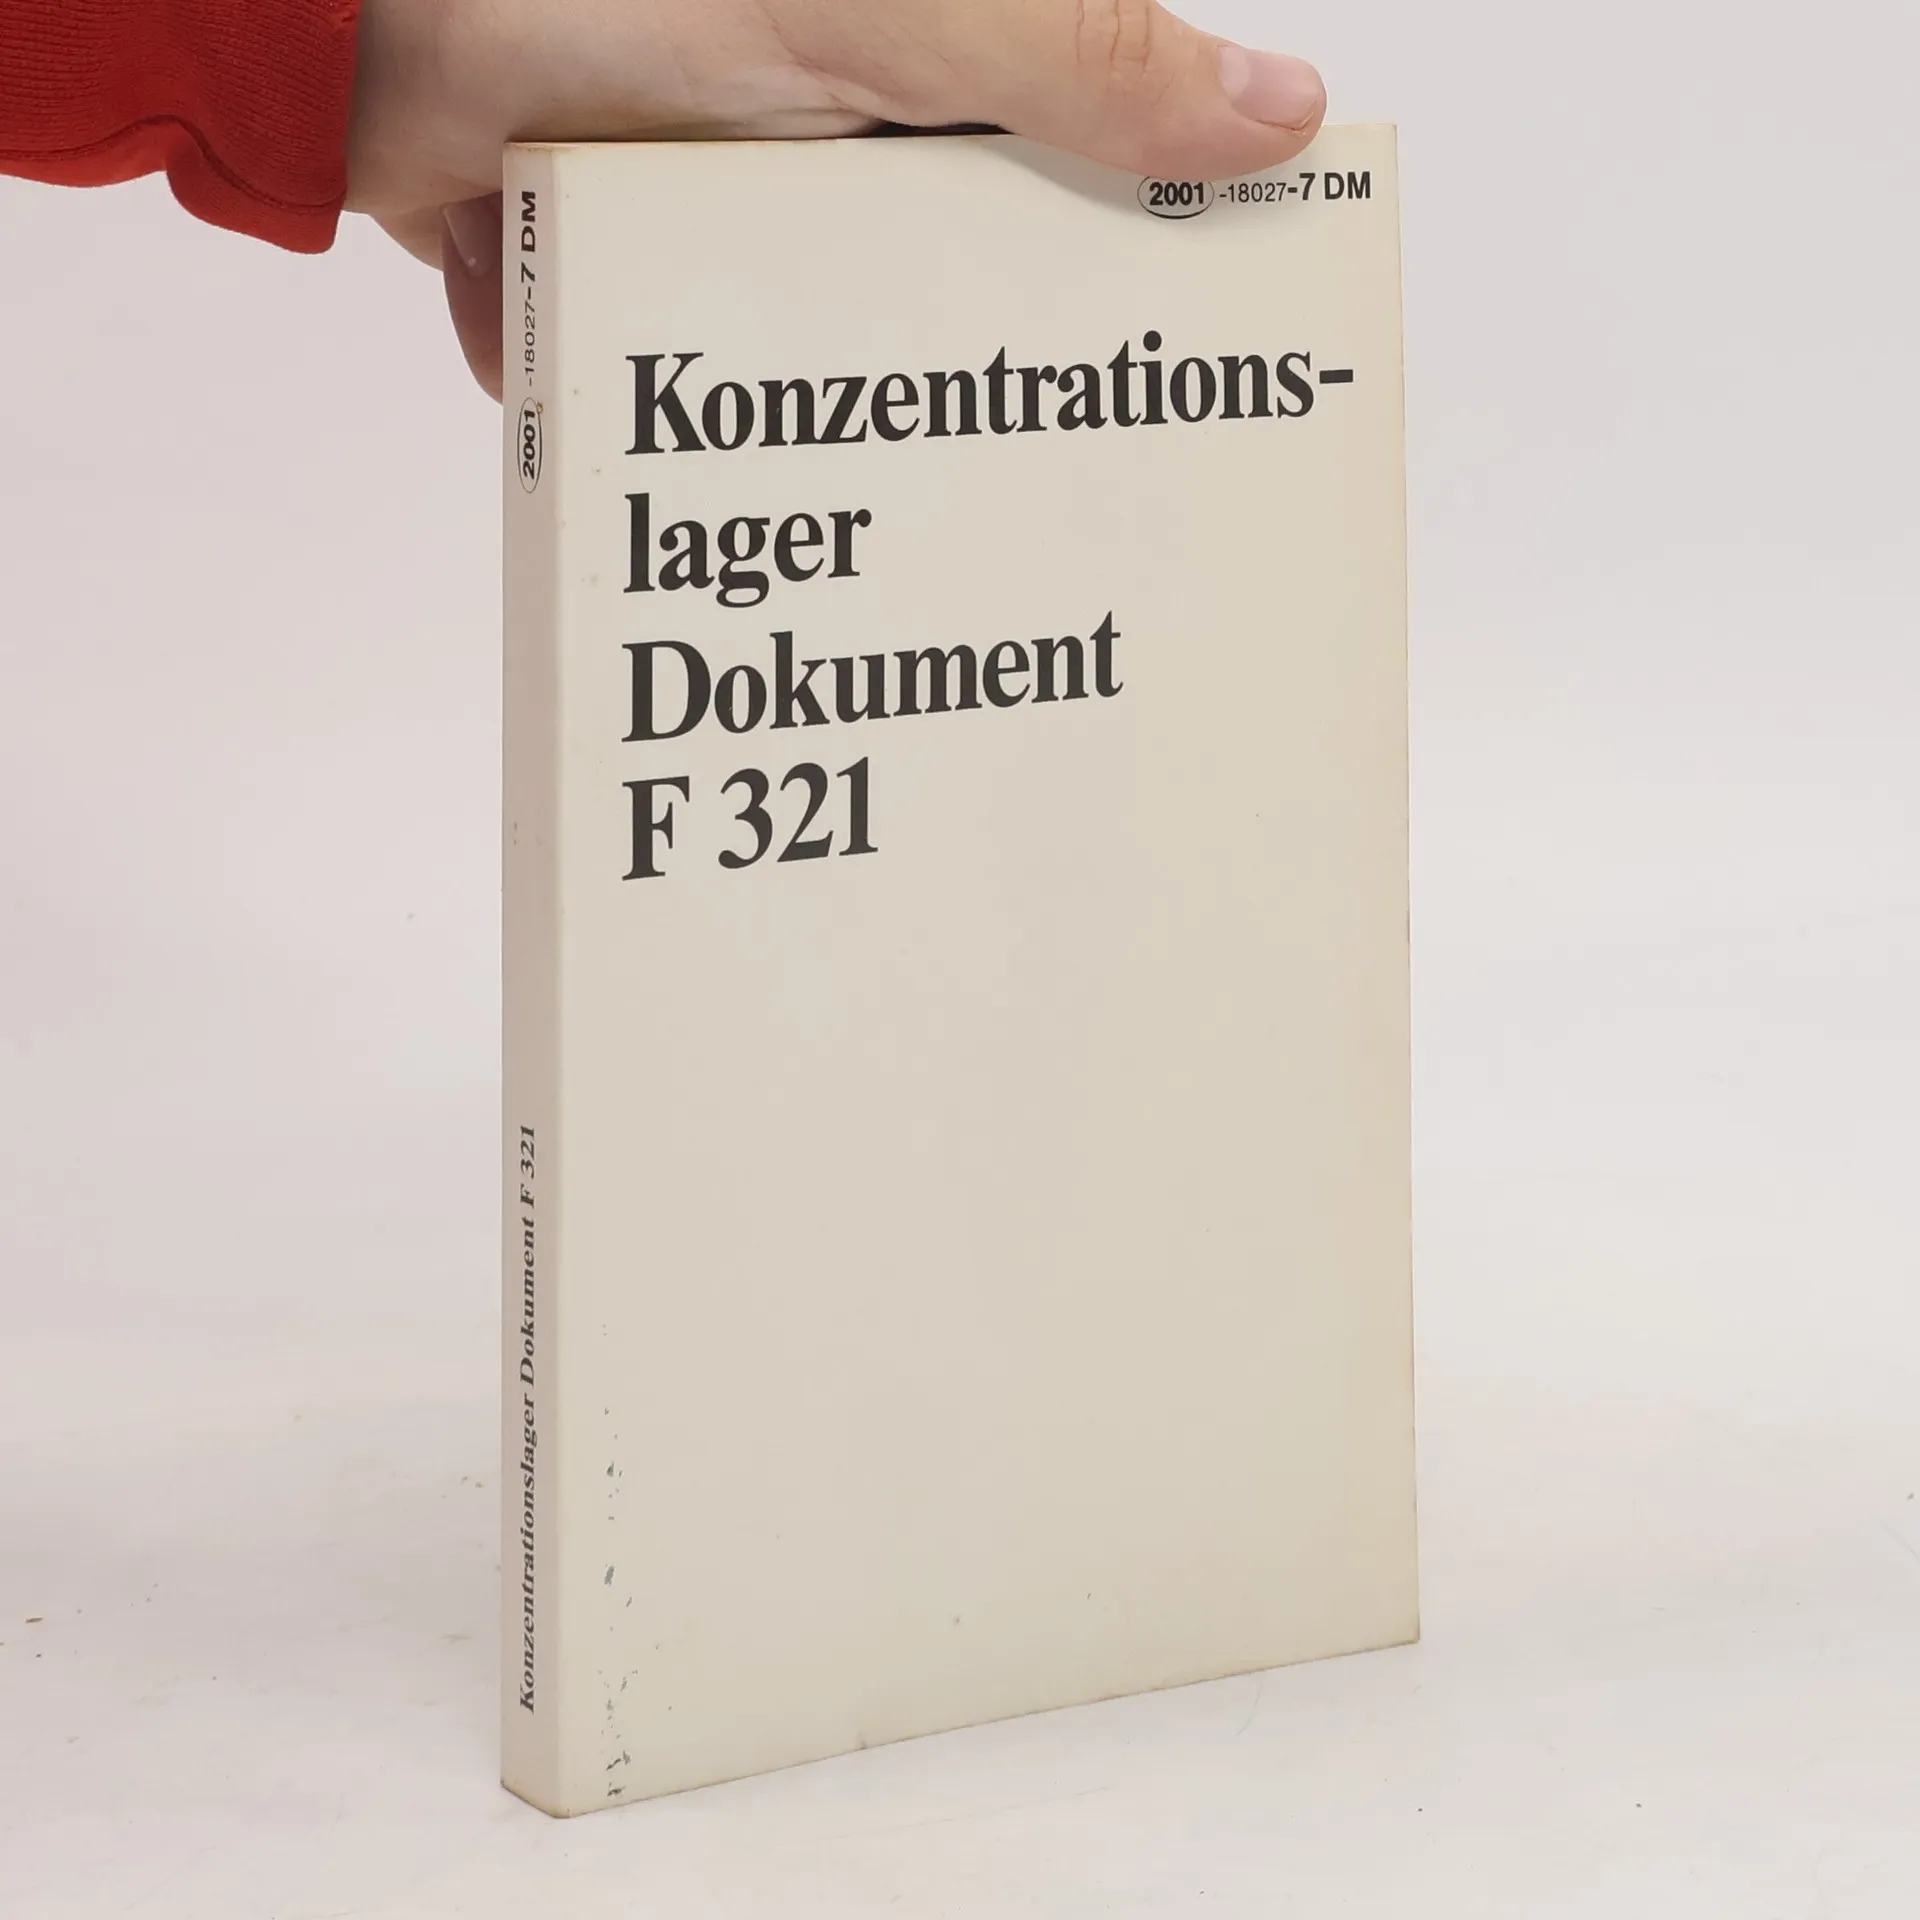 2001 -18027-7 DM
Konzentrations-
lager
Dokument
F 321
Konzentrationslager Dokument F 321
2001 -18027-7 DM